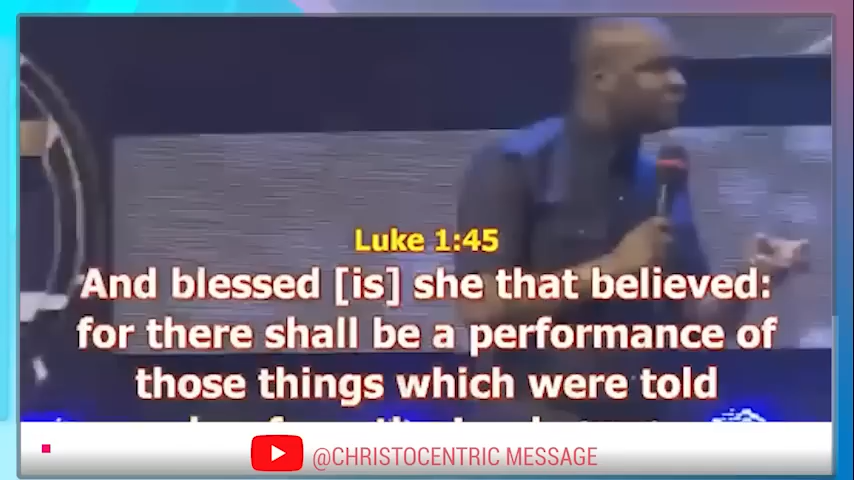 Luke 1:45
And blessed [is] she that believed:
for there shall be a performance of
those things which were told
@CHRISTOCENTRIC MESSAGE